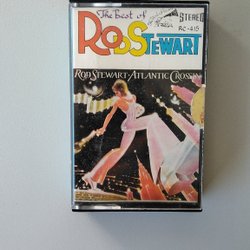 The best of
STEREO
RC-415
ROD STEWART
ROD STEWART·ATLANTIC CROSSING